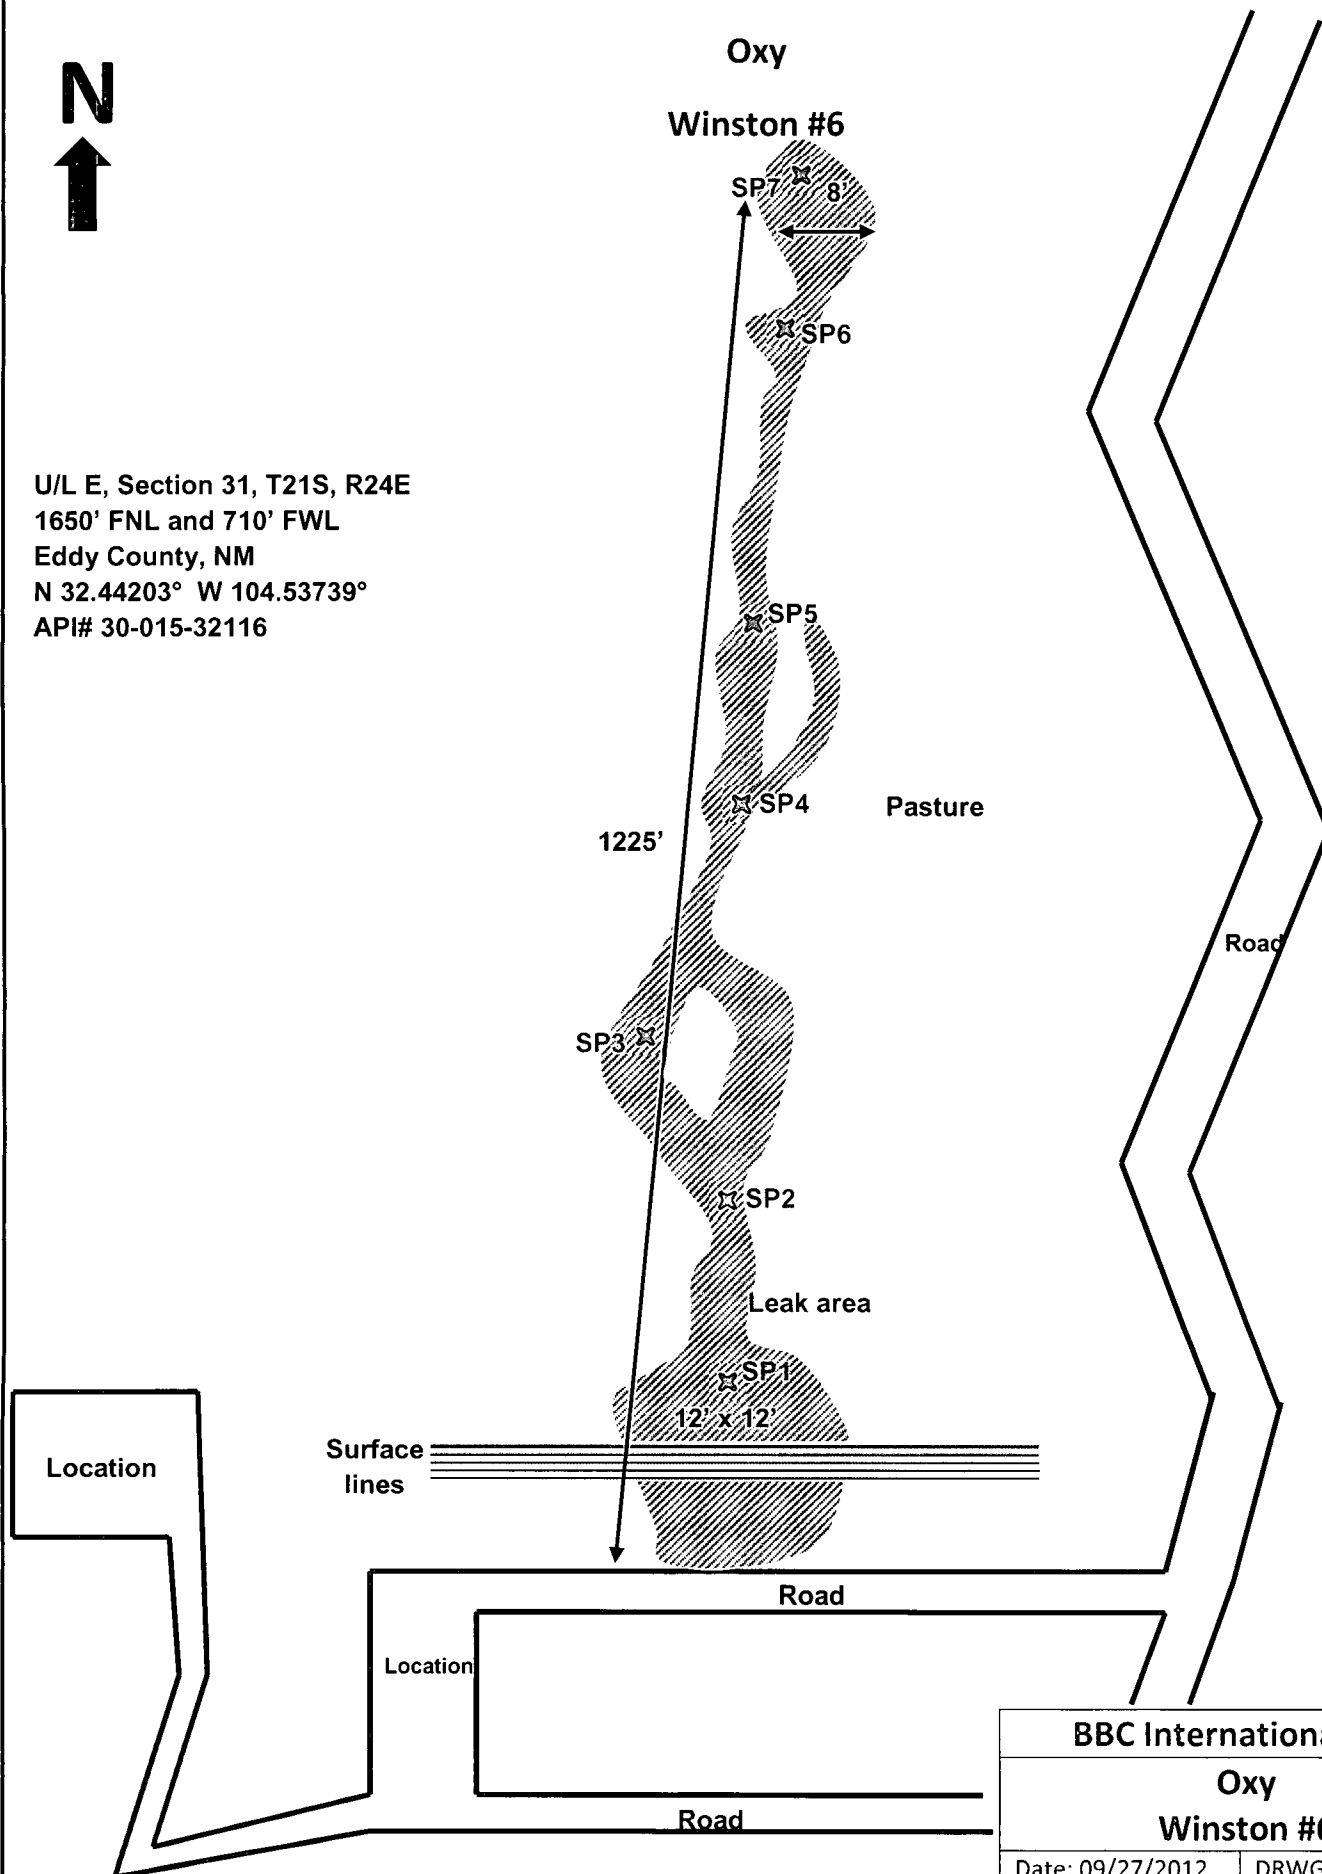 Oxy
N
Winston #6
SP7
8'
SP6
U/L E, Section 31, T21S, R24E
1650' FNL and 710' FWL
Eddy County, NM
N 32.44203° W 104.53739°
API# 30-015-32116
SP5
SP4
Pasture
1225'
Road
SP3
SP2
Leak area
SP1
12' x 12'
Surface
lines
Location
Road
Location
Road
BBC Internationa
Oxy
Winston #6
Date: 09/27/2012
DRWG